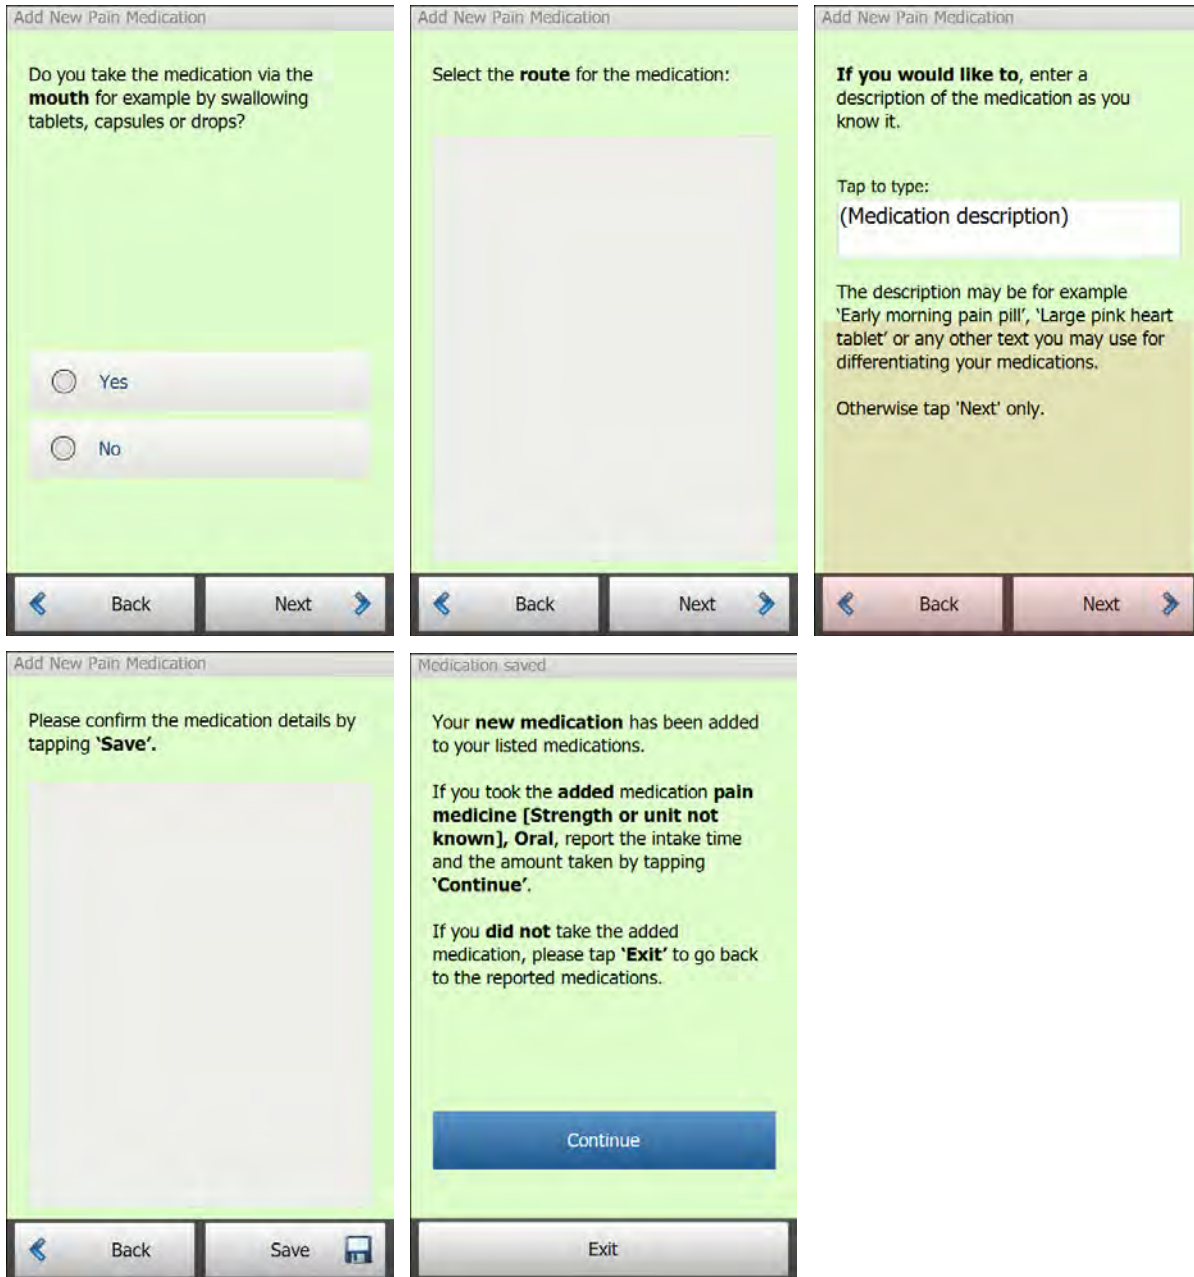 Add New Pain Medication
Do you take the medication via the
mouth for example by swallowing
tablets, capsules or drops?
Yes
No
Back
Next
Add New Pain Medication
Select the route for the medication:
Back
Next
Add New Pain Medication
If you would like to, enter a
description of the medication as you
know it.
Tap to type:
(Medication description)
The description may be for example
‘Early morning pain pill’, ‘Large pink heart
tablet’ or any other text you may use for
differentiating your medications.
Otherwise tap 'Next' only.
Back
Next
Add New Pain Medication
Please confirm the medication details by
tapping ‘Save’.
Back
Save
Medication saved
Your new medication has been added
to your listed medications.
If you took the added medication pain
medicine [Strength or unit not
known], Oral, report the intake time
and the amount taken by tapping
‘Continue’.
If you did not take the added
medication, please tap ‘Exit’ to go back
to the reported medications.
Continue
Exit